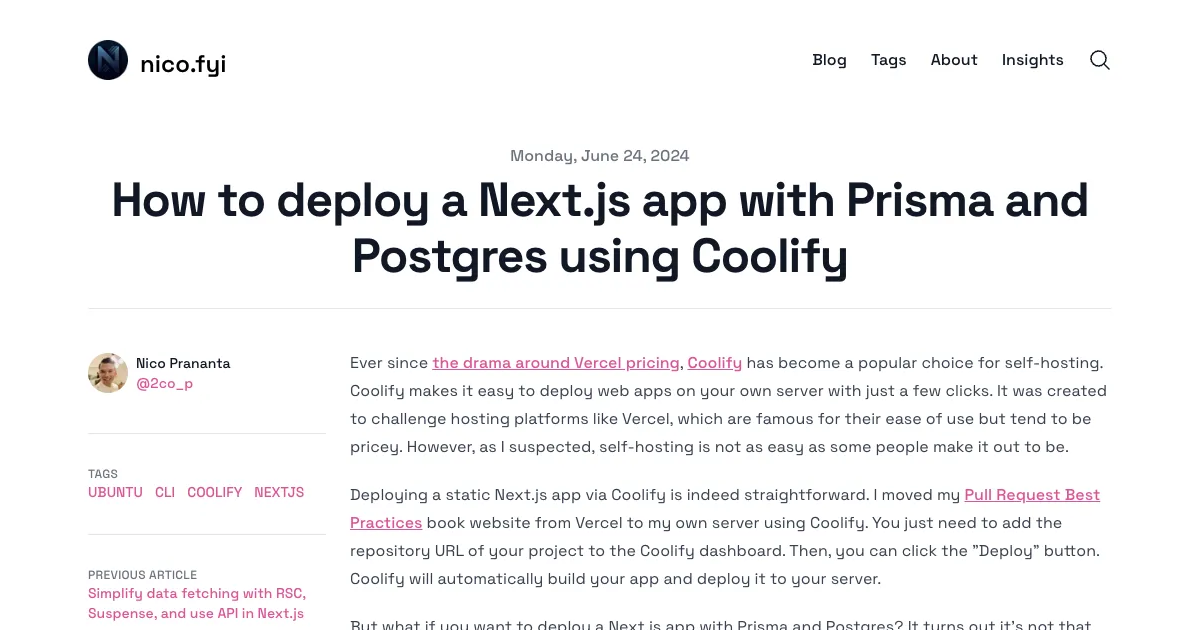 nico.fyi
Blog Tags About Insights
Monday, June 24, 2024
How to deploy a Next.js app with Prisma and
Postgres using Coolify
Nico Prananta
@2co_p
TAGS
UBUNTU CLI COOLIFY NEXTJS
PREVIOUS ARTICLE
Simplify data fetching with RSC,
Suspense, and use API in Next.js
Ever since the drama around Vercel pricing, Coolify has become a popular choice for self-hosting.
Coolify makes it easy to deploy web apps on your own server with just a few clicks. It was created
to challenge hosting platforms like Vercel, which are famous for their ease of use but tend to be
pricey. However, as I suspected, self-hosting is not as easy as some people make it out to be.
Deploying a static Next.js app via Coolify is indeed straightforward. I moved my Pull Request Best
Practices book website from Vercel to my own server using Coolify. You just need to add the
repository URL of your project to the Coolify dashboard. Then, you can click the "Deploy" button.
Coolify will automatically build your app and deploy it to your server.
But what if you want to deploy a Next.js app with Prisma and Postgres? It turns out it's not that